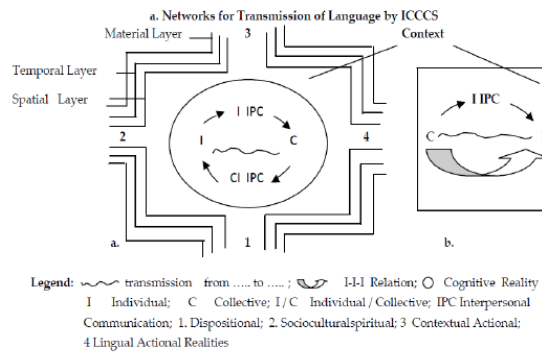 a. Networks for Transmission of Language by ICCCS
Material Layer
3
Context
Temporal Layer
Spatial Layer
I IPC
I IPC
2
I
C
4
C
CI IPC
a.
1
b.
Legend: transmission from ..... to ..... ; I-I-I Relation; Cognitive Reality
I Individual; C Collective; I / C Individual / Collective; IPC Interpersonal
Communication; 1. Dispositional; 2. Socioculturalspiritual; 3 Contextual Actional;
4 Lingual Actional Realities